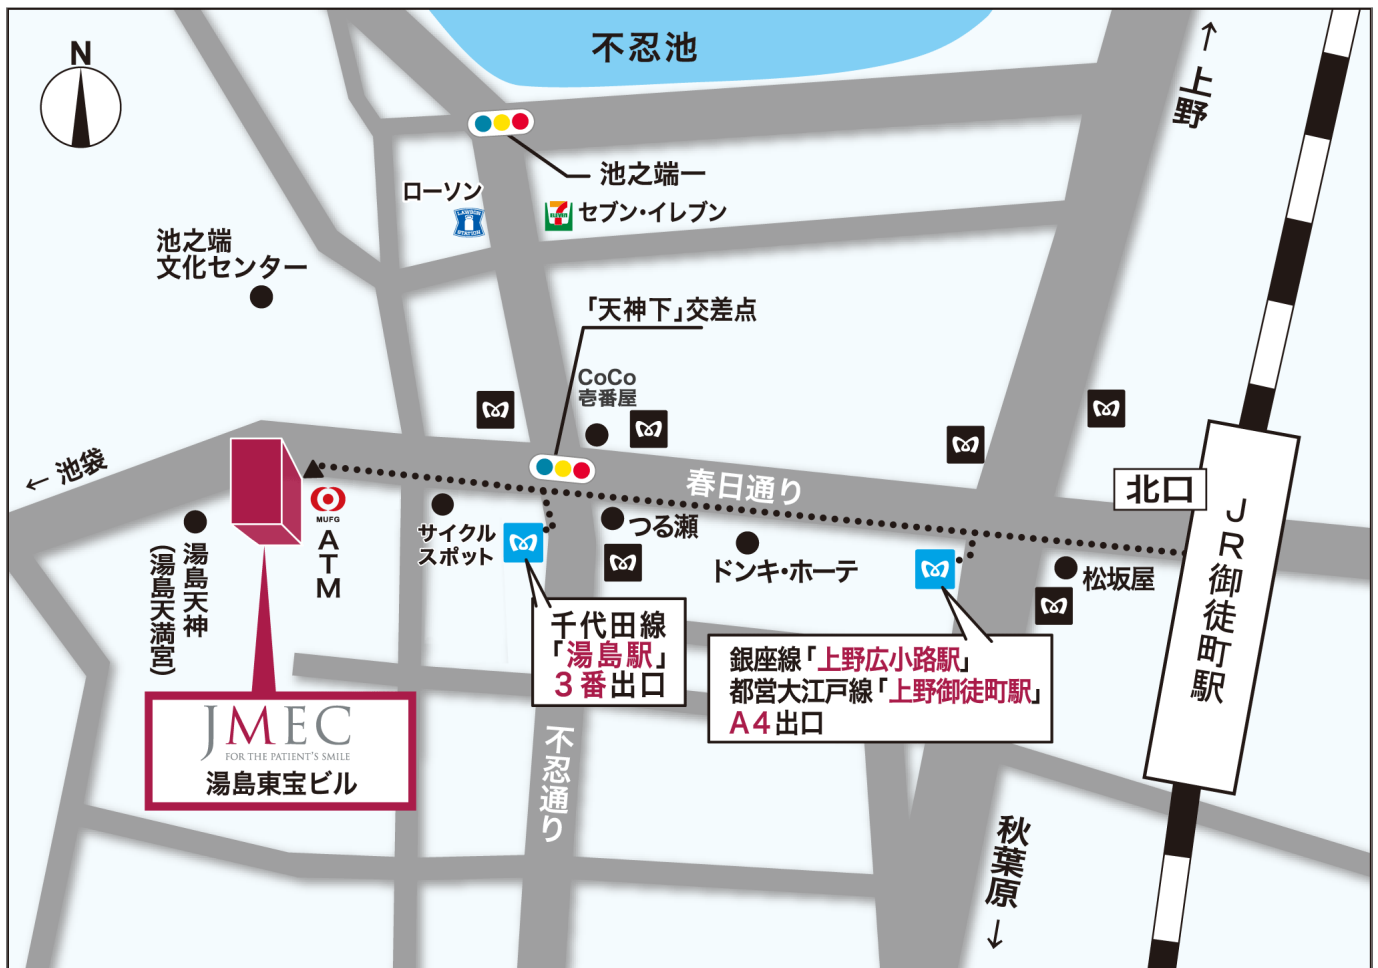 N
不忍池
↑
上野
池之端一
ローソン
LAWSON
STATION
7
ELEVEN
セブン・イレブン
池之端
文化センター
「天神下」交差点
CoCo
壱番屋
← 池袋
春日通り
北口
JR御徒町駅
MUFG
ATM
サイクル
スポット
つる瀬
ドンキ・ホーテ
松坂屋
湯島天神
(湯島天満宮)
千代田線
「湯島駅」
3番出口
銀座線「上野広小路駅」
都営大江戸線「上野御徒町駅」
A4出口
JMEC
FOR THE PATIENT'S SMILE
湯島東宝ビル
不忍通り
秋葉原
↓